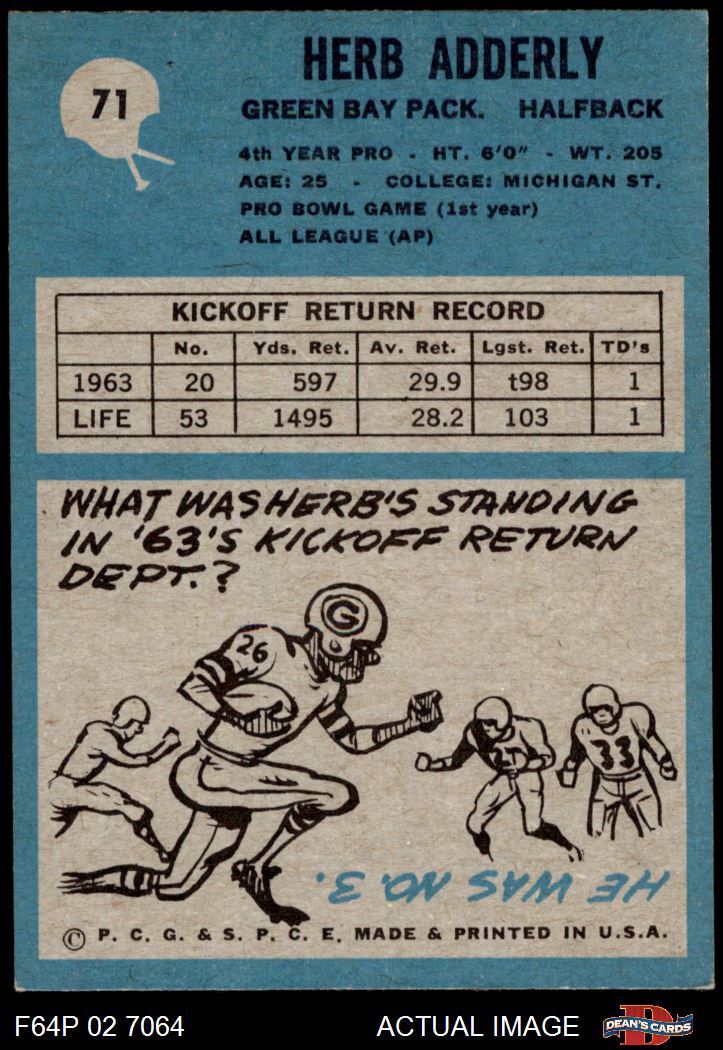 71
HERB ADDERLY
GREEN BAY PACK. HALFBACK
4th YEAR PRO - HT. 6'0" - WT. 205
AGE: 25 - COLLEGE: MICHIGAN ST.
PRO BOWL GAME (1st year)
ALL LEAGUE (AP)
KICKOFF RETURN RECORD
No. Yds. Ret. Av. Ret. Lgst. Ret. TD's
1963 20 597 29.9 t98 1
LIFE 53 1495 28.2 103 1
WHAT WAS HERB'S STANDING
IN '63'S KICKOFF RETURN
DEPT.?
G
26
33
HE WAS NO. 3.
© P. C. G. & S. P. C. E. MADE & PRINTED IN U.S.A.
F64P 02 7064 ACTUAL IMAGE D DEAN'S CARDS